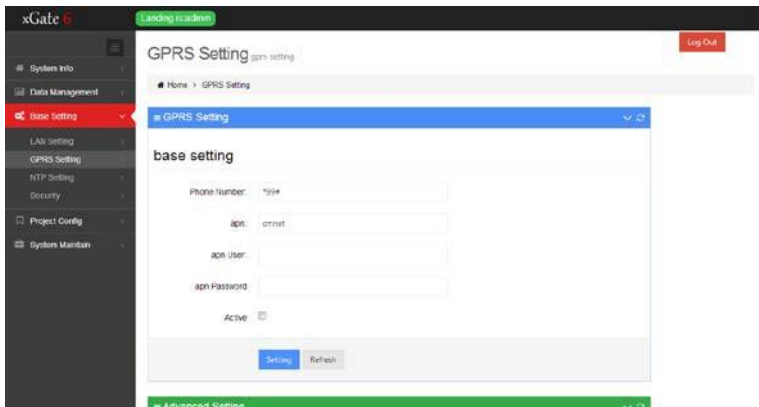 xGate 6
Landing is:admin
Log Out
GPRS Setting gprs setting
Home > GPRS Setting
System Info
Data Management
Base Setting
LAN Setting
GPRS Setting
NTP Setting
Security
Project Config
System Maintain
GPRS Setting
base setting
Phone Number: *99#
apn: cmnet
apn User:
apn Password
Active
Setting
Refresh
Advanced Setting